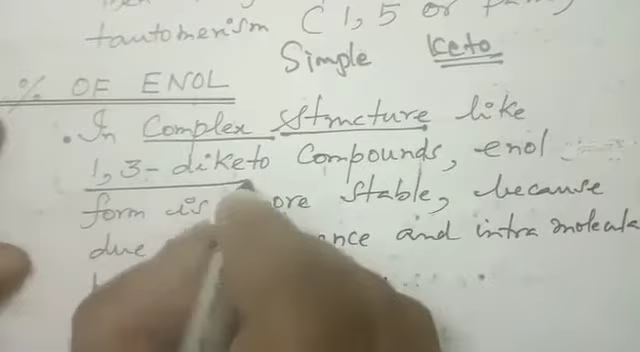 tautomerism (1, 5 or
Simple Keto
% OF ENOL
. In Complex Structure like
1, 3 - diketo Compounds, enol
form is ore stable, because
due ance and intra molecula